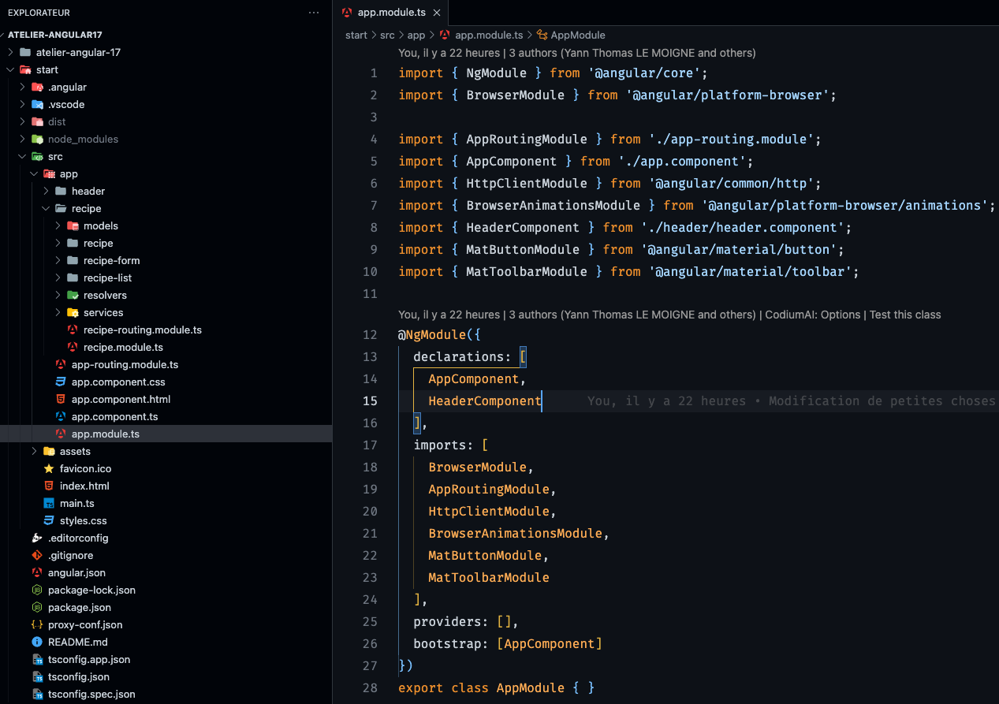 EXPLORATEUR
ATELIER-ANGULAR17
atelier-angular-17
start
.angular
.vscode
dist
node_modules
src
app
header
recipe
models
recipe
recipe-form
recipe-list
resolvers
services
recipe-routing.module.ts
recipe.module.ts
app-routing.module.ts
app.component.css
app.component.html
app.component.ts
app.module.ts
assets
favicon.ico
index.html
main.ts
styles.css
.editorconfig
.gitignore
angular.json
package-lock.json
package.json
proxy-conf.json
README.md
tsconfig.app.json
tsconfig.json
tsconfig.spec.json
app.module.ts
start > src > app > app.module.ts > AppModule
You, il y a 22 heures | 3 authors (Yann Thomas LE MOIGNE and others)
1 import { NgModule } from '@angular/core';
2 import { BrowserModule } from '@angular/platform-browser';
3
4 import { AppRoutingModule } from './app-routing.module';
5 import { AppComponent } from './app.component';
6 import { HttpClientModule } from '@angular/common/http';
7 import { BrowserAnimationsModule } from '@angular/platform-browser/animations';
8 import { HeaderComponent } from './header/header.component';
9 import { MatButtonModule } from '@angular/material/button';
10 import { MatToolbarModule } from '@angular/material/toolbar';
11
You, il y a 22 heures | 3 authors (Yann Thomas LE MOIGNE and others) | CodiumAI: Options | Test this class
12 @NgModule({
13 declarations: [
14 AppComponent,
15 HeaderComponent You, il y a 22 heures • Modification de petites choses
16 ],
17 imports: [
18 BrowserModule,
19 AppRoutingModule,
20 HttpClientModule,
21 BrowserAnimationsModule,
22 MatButtonModule,
23 MatToolbarModule
24 ],
25 providers: [],
26 bootstrap: [AppComponent]
27 })
28 export class AppModule { }